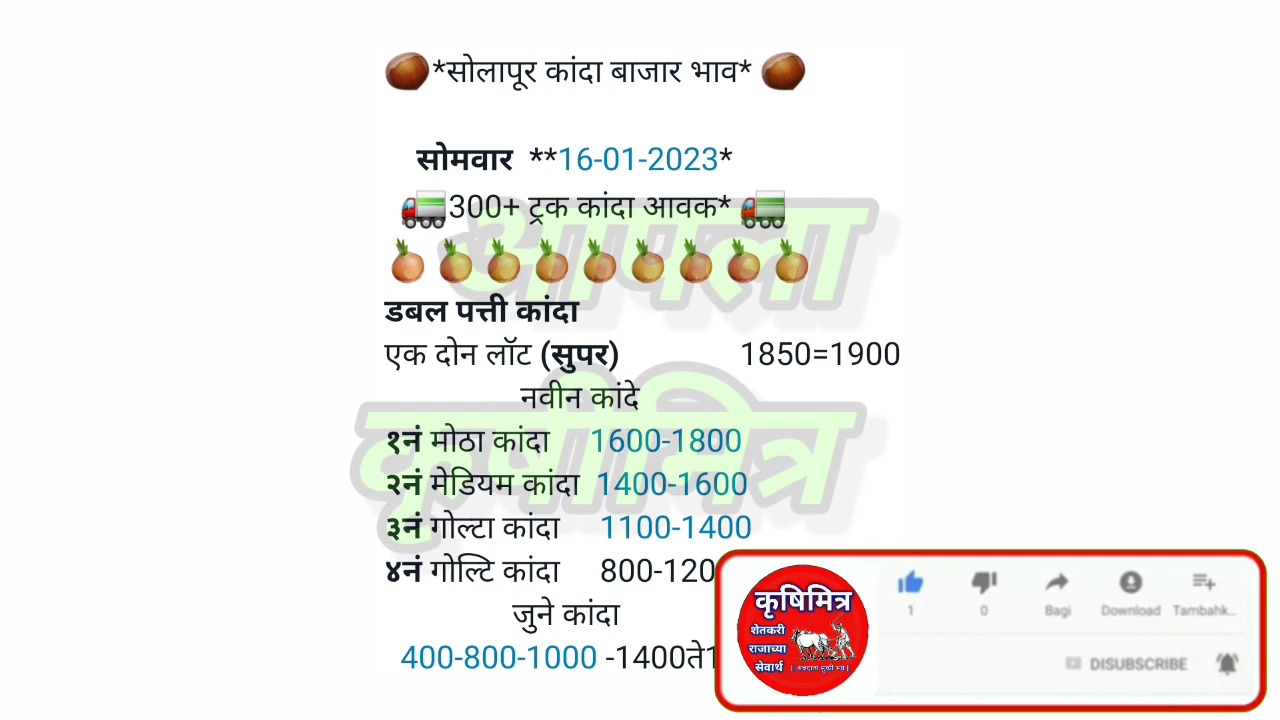 *सोलापूर कांदा बाजार भाव*
सोमवार **16-01-2023*
300+ ट्रक कांदा आवक*
आपला
डबल पत्ती कांदा
एक दोन लॉट (सुपर) 1850=1900
नवीन कांदे
कृषीमित्र
१नं मोठा कांदा 1600-1800
२नं मेडियम कांदा 1400-1600
३नं गोल्टा कांदा 1100-1400
४नं गोल्टि कांदा 800-120
जुने कांदा
400-800-1000 -1400ते1
कृषिमित्र
शेतकरी
राजाच्या
सेवार्थ
1 0 Bagi Download Tambahk...
DISUBSCRIBE